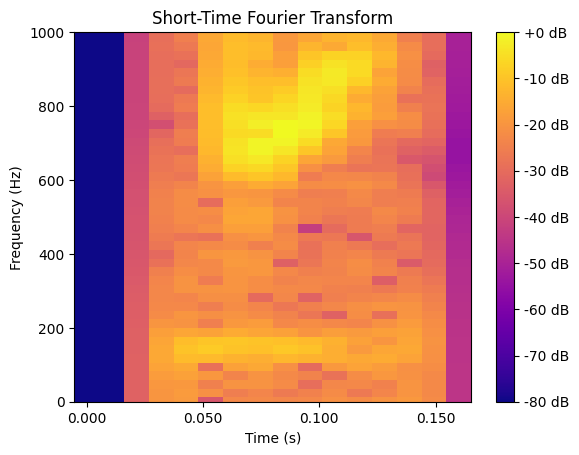 Short-Time Fourier Transform
1000
800
600
400
200
0
Frequency (Hz)
0.000
0.050
0.100
0.150
Time (s)
+0 dB
-10 dB
-20 dB
-30 dB
-40 dB
-50 dB
-60 dB
-70 dB
-80 dB